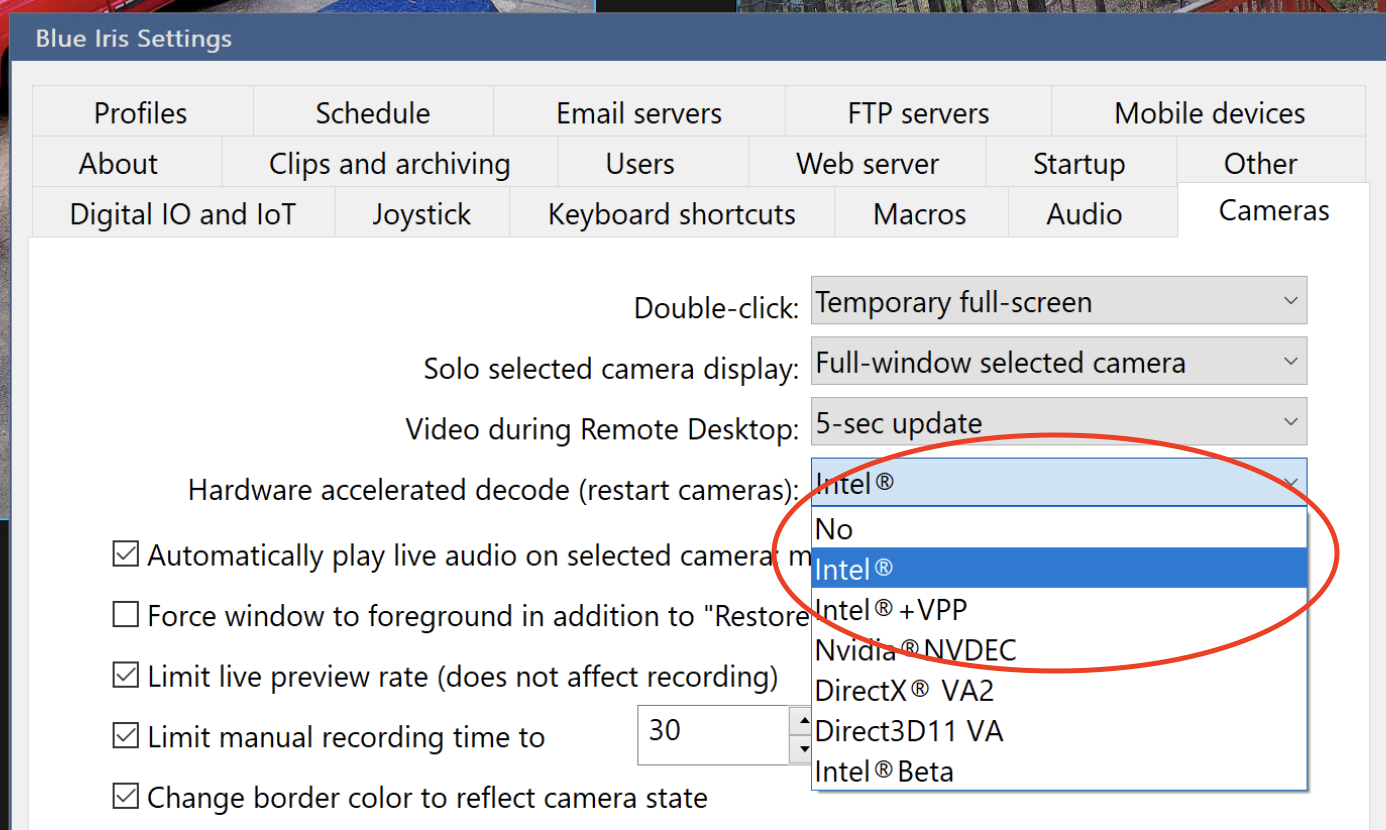 Blue Iris Settings
Profiles Schedule Email servers FTP servers Mobile devices
About Clips and archiving Users Web server Startup Other
Digital IO and IoT Joystick Keyboard shortcuts Macros Audio Cameras
Double-click: Temporary full-screen
Solo selected camera display: Full-window selected camera
Video during Remote Desktop: 5-sec update
Hardware accelerated decode (restart cameras): Intel®
No
Intel®
Intel®+VPP
Nvidia®NVDEC
DirectX® VA2
Direct3D11 VA
Intel®Beta
Automatically play live audio on selected camera; m
Force window to foreground in addition to "Restore
Limit live preview rate (does not affect recording)
Limit manual recording time to 30
Change border color to reflect camera state